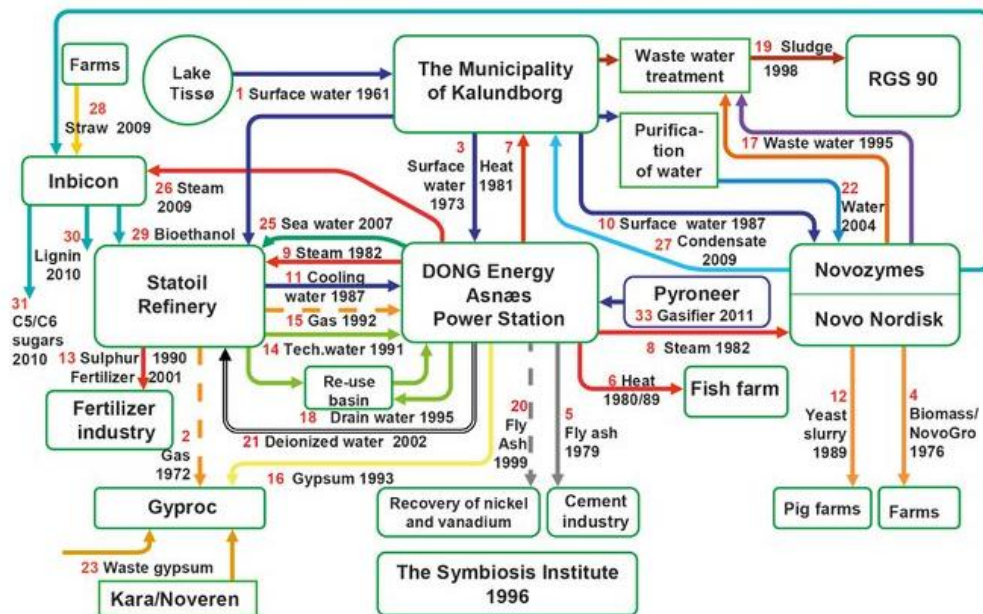 Farms
Lake
Tissø
1 Surface water 1961
The Municipality
of Kalundborg
Waste water
treatment
19 Sludge
1998
RGS 90
28
Straw 2009
3
Surface
water
1973
7
Heat
1981
Purifica-
tion
of water
17 Waste water 1995
Inbicon
26 Steam
2009
22
Water
2004
10 Surface water 1987
27 Condensate
2009
25 Sea water 2007
29 Bioethanol
30
Lignin
2010
9 Steam 1982
11 Cooling
water 1987
Statoil
Refinery
DONG Energy
Asnæs
Power Station
Pyroneer
33 Gasifier 2011
Novozymes
Novo Nordisk
31
C5/C6
sugars
2010
15 Gas 1992
14 Tech.water 1991
8 Steam 1982
13 Sulphur 1990
Fertilizer 2001
Re-use
basin
18 Drain water 1995
6 Heat
1980/89
Fish farm
Fertilizer
industry
2
Gas
1972
21 Deionized water 2002
20
Fly
Ash
1999
5
Fly ash
1979
12
Yeast
slurry
1989
4
Biomass/
NovoGro
1976
16 Gypsum 1993
Gyproc
Recovery of nickel
and vanadium
Cement
industry
Pig farms
Farms
23 Waste gypsum
Kara/Noveren
The Symbiosis Institute
1996